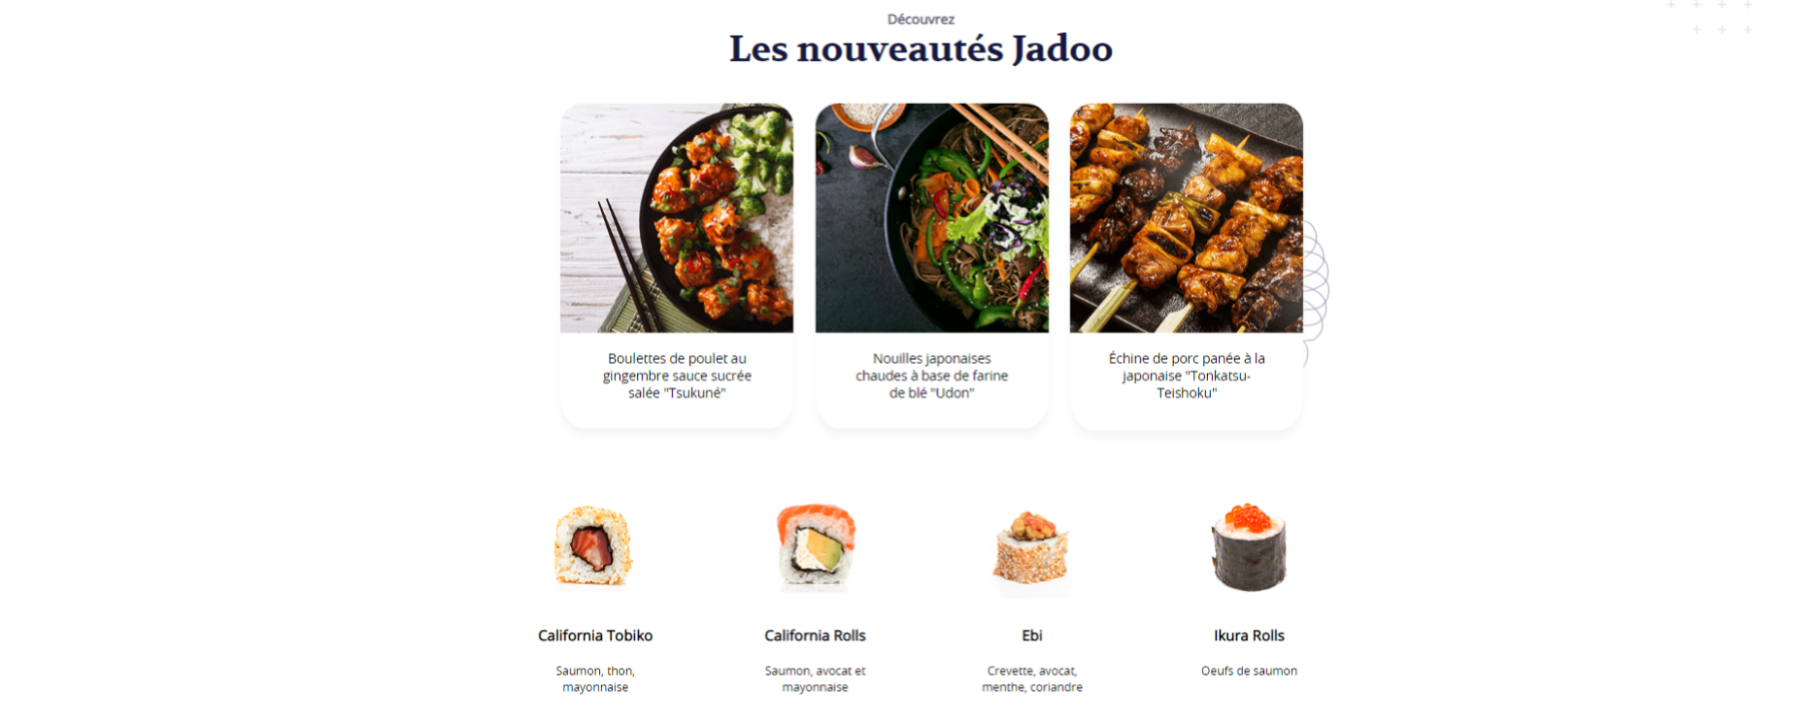 Découvrez
Les nouveautés Jadoo
Boulettes de poulet au
gingembre sauce sucrée
salée "Tsukuné"
Nouilles japonaises
chaudes à base de farine
de blé "Udon"
Échine de porc panée à la
japonaise "Tonkatsu-
Teishoku"
California Tobiko
Saumon, thon,
mayonnaise
California Rolls
Saumon, avocat et
mayonnaise
Ebi
Crevette, avocat,
menthe, coriandre
Ikura Rolls
Oeufs de saumon